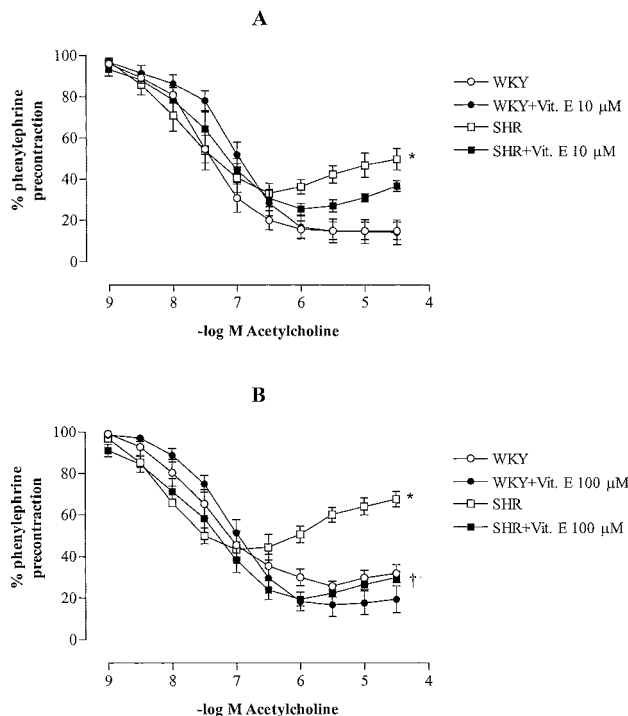 A
% phenylephrine
precontraction
100
80
60
40
20
0
9 8 7 6 5 4
-log M Acetylcholine
*
WKY
WKY+Vit. E 10 μM
SHR
SHR+Vit. E 10 μM
B
% phenylephrine
precontraction
100
80
60
40
20
0
9 8 7 6 5 4
-log M Acetylcholine
*
†
WKY
WKY+Vit. E 100 μM
SHR
SHR+Vit. E 100 μM